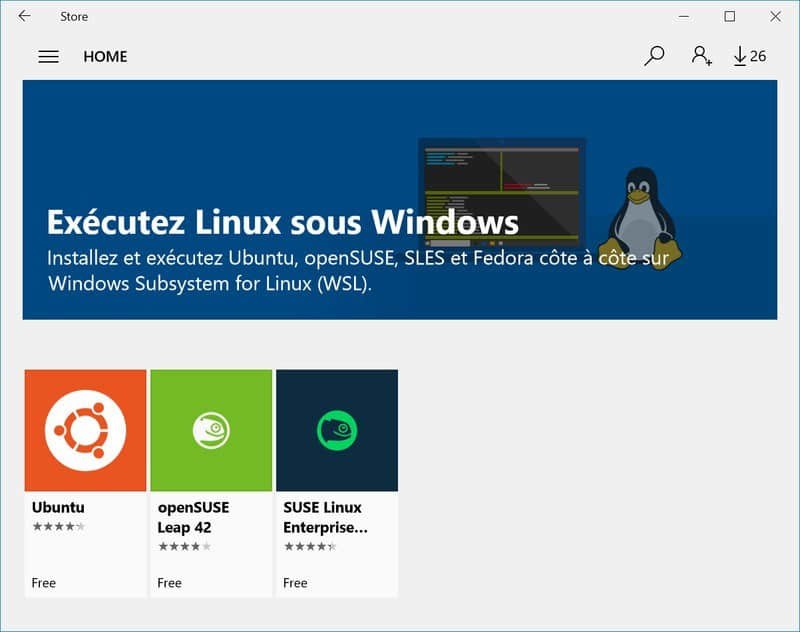 Store
HOME
26
Exécutez Linux sous Windows
Installez et exécutez Ubuntu, openSUSE, SLES et Fedora côte à côte sur
Windows Subsystem for Linux (WSL).
Ubuntu
Free
openSUSE
Leap 42
Free
SUSE Linux
Enterprise...
Free